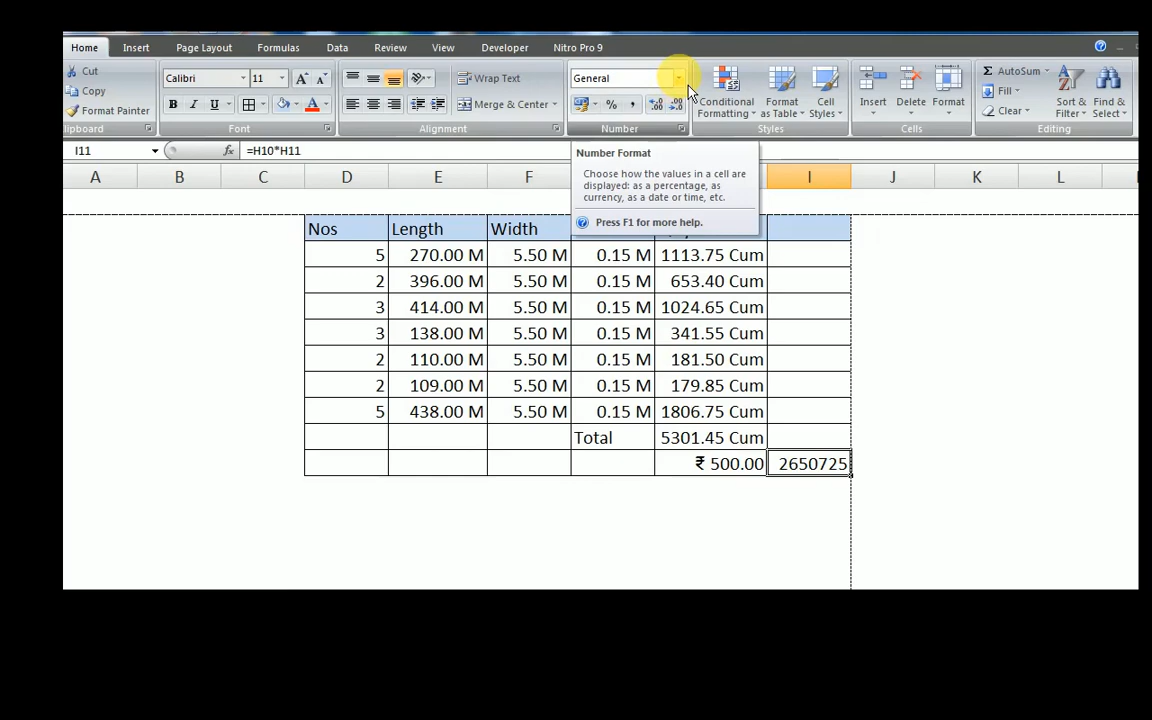 Home Insert Page Layout Formulas Data Review View Developer Nitro Pro 9
Cut Calibri 11 A A Wrap Text General AutoSum
Copy Fill
Format Painter B I U A Merge & Center % , .00 .00 Conditional Formatting Format as Table Cell Styles Insert Delete Format Clear Sort & Filter Find & Select
lipboard Font Alignment Number Styles Cells Editing
I11 fx =H10*H11
Number Format
Choose how the values in a cell are
displayed: as a percentage, as
currency, as a date or time, etc.
Press F1 for more help.
A B C D E F I J K L
Nos Length Width
5 270.00 M 5.50 M 0.15 M 1113.75 Cum
2 396.00 M 5.50 M 0.15 M 653.40 Cum
3 414.00 M 5.50 M 0.15 M 1024.65 Cum
3 138.00 M 5.50 M 0.15 M 341.55 Cum
2 110.00 M 5.50 M 0.15 M 181.50 Cum
2 109.00 M 5.50 M 0.15 M 179.85 Cum
5 438.00 M 5.50 M 0.15 M 1806.75 Cum
Total 5301.45 Cum
₹ 500.00 2650725